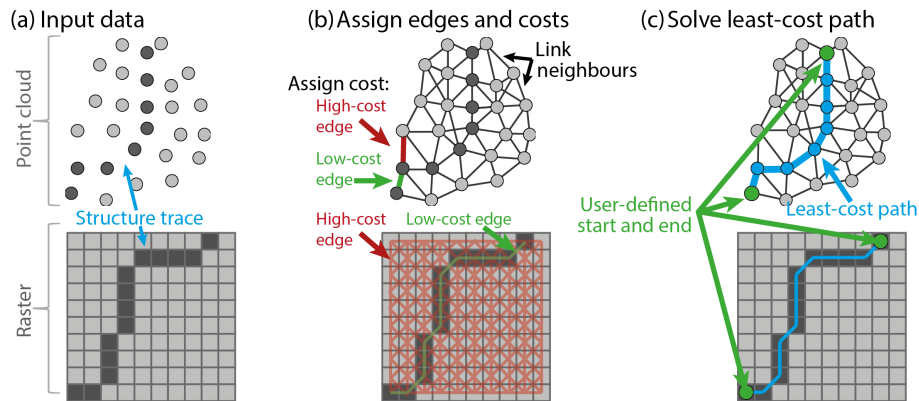 (a) Input data
(b) Assign edges and costs
(c) Solve least-cost path
Point cloud
Raster
Structure trace
Link
neighbours
Assign cost:
High-cost
edge
Low-cost
edge
High-cost
edge
Low-cost edge
User-defined
start and end
Least-cost path